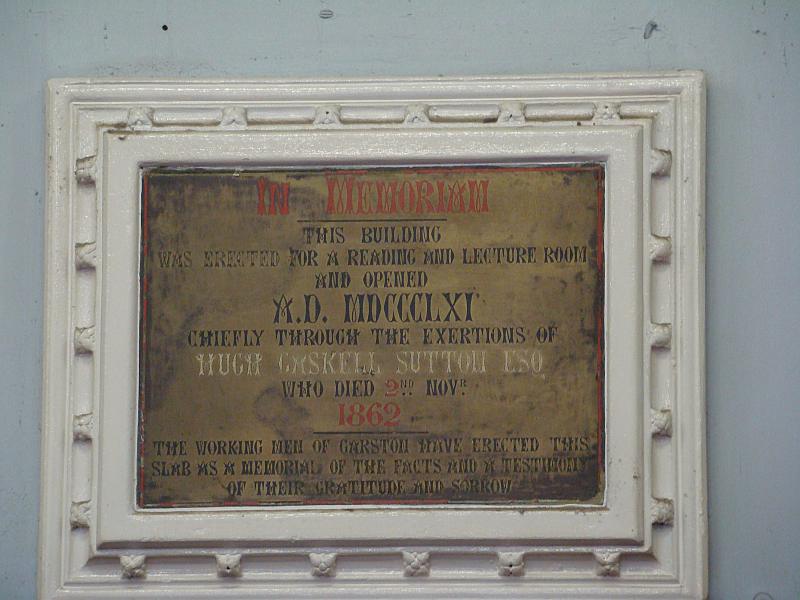 IN MEMORIAM
THIS BUILDING
WAS ERECTED FOR A READING AND LECTURE ROOM
AND OPENED
A.D. MDCCCLXI
CHIEFLY THROUGH THE EXERTIONS OF
HUGH GASKELL SUTTON ESQ
WHO DIED 2ND NOVR
1862
THE WORKING MEN OF GARSTON HAVE ERECTED THIS
SLAB AS A MEMORIAL OF THE FACTS AND A TESTIMONY
OF THEIR GRATITUDE AND SORROW